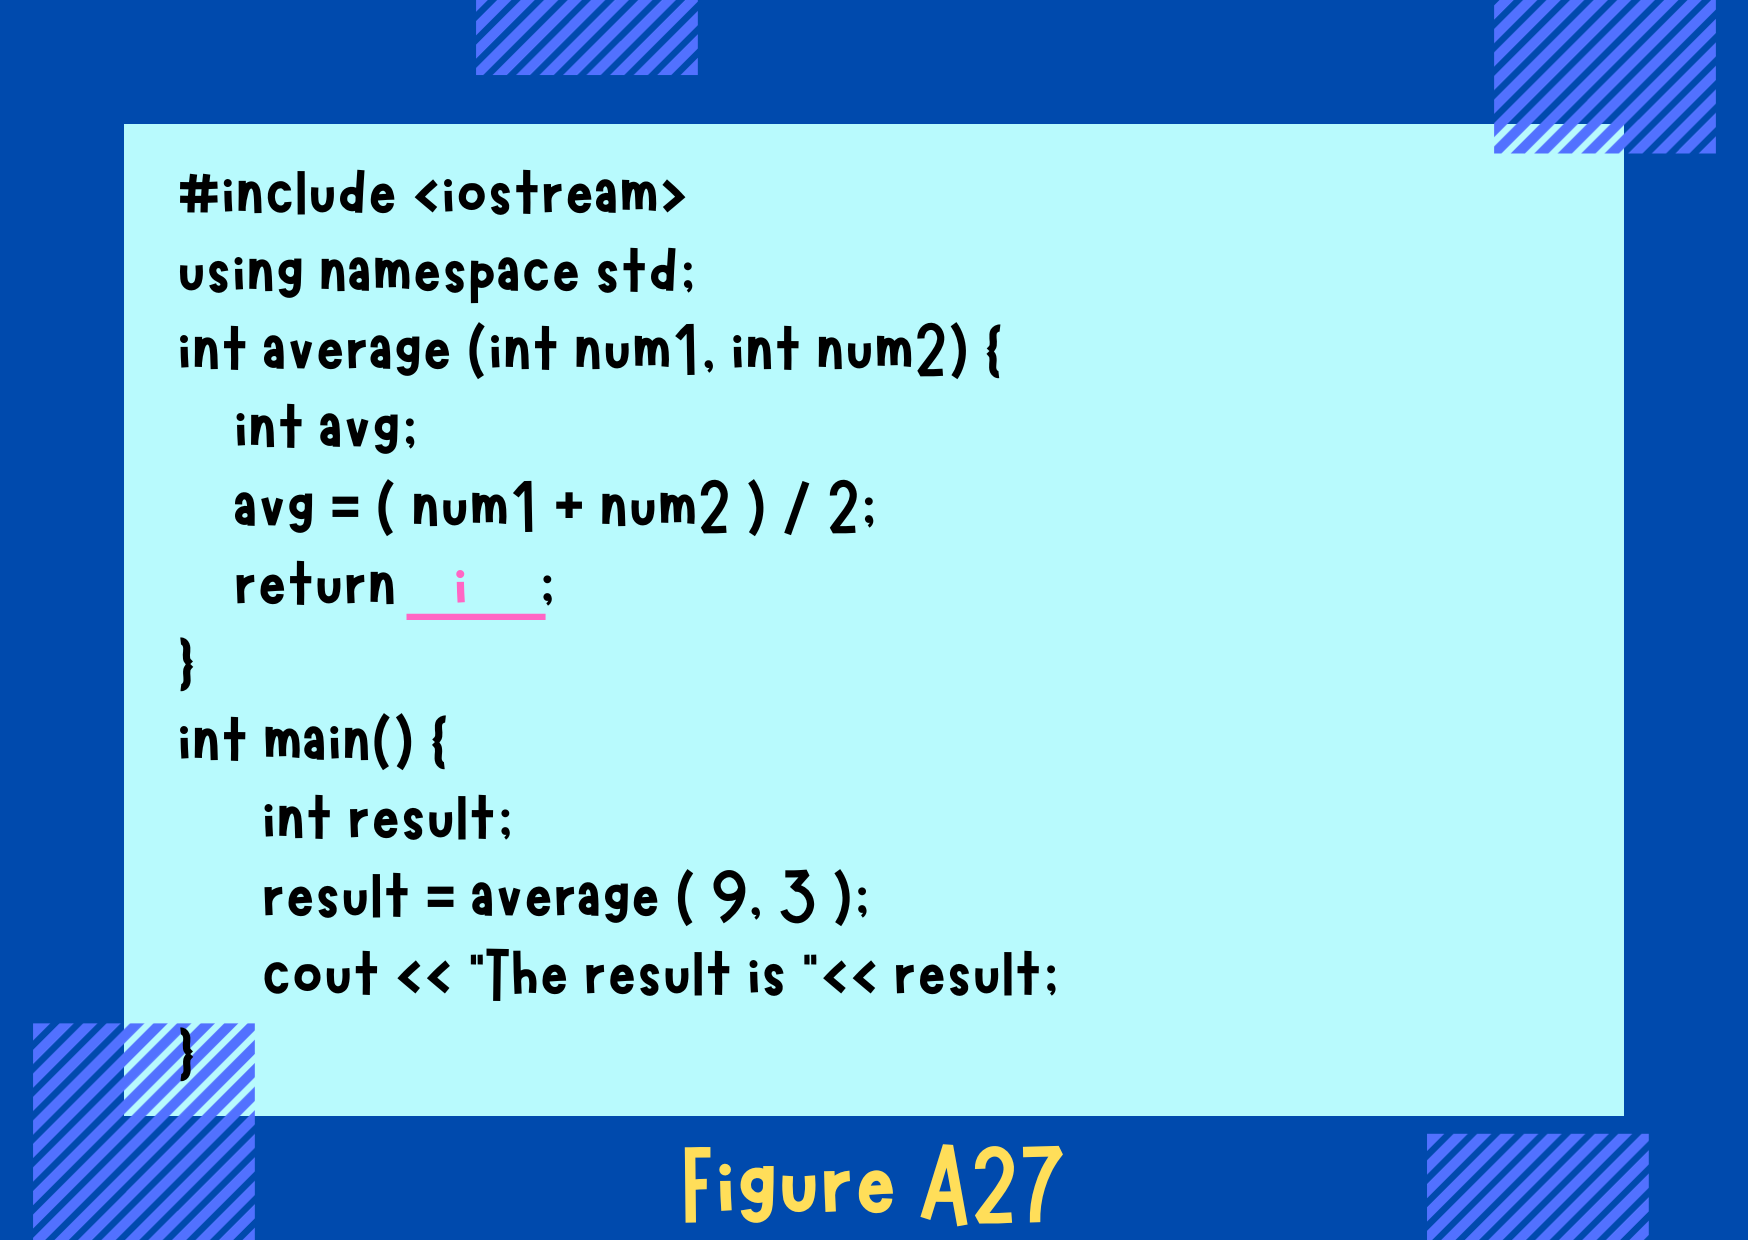 #include <iostream>
using namespace std;
int average (int num1, int num2) {
int avg;
avg = ( num1 + num2 ) / 2;
return __i__;
}
int main() {
int result;
result = average ( 9, 3 );
cout << "The result is "<< result;
}
Figure A27